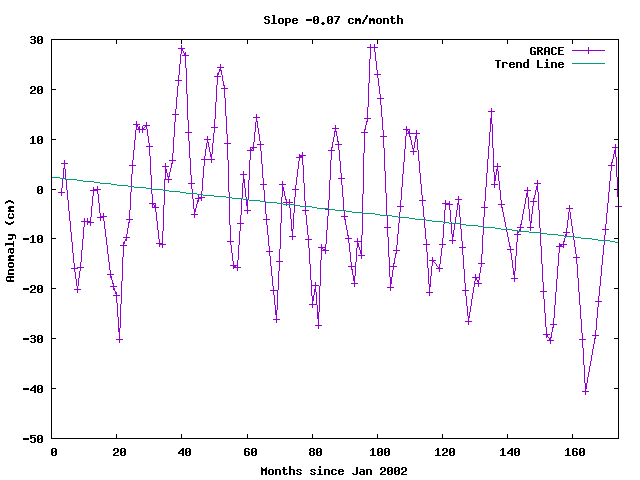 Slope -0.07 cm/month
GRACE
Trend Line
30
20
10
0
-10
-20
-30
-40
-50
Anomaly (cm)
0 20 40 60 80 100 120 140 160
Months since Jan 2002